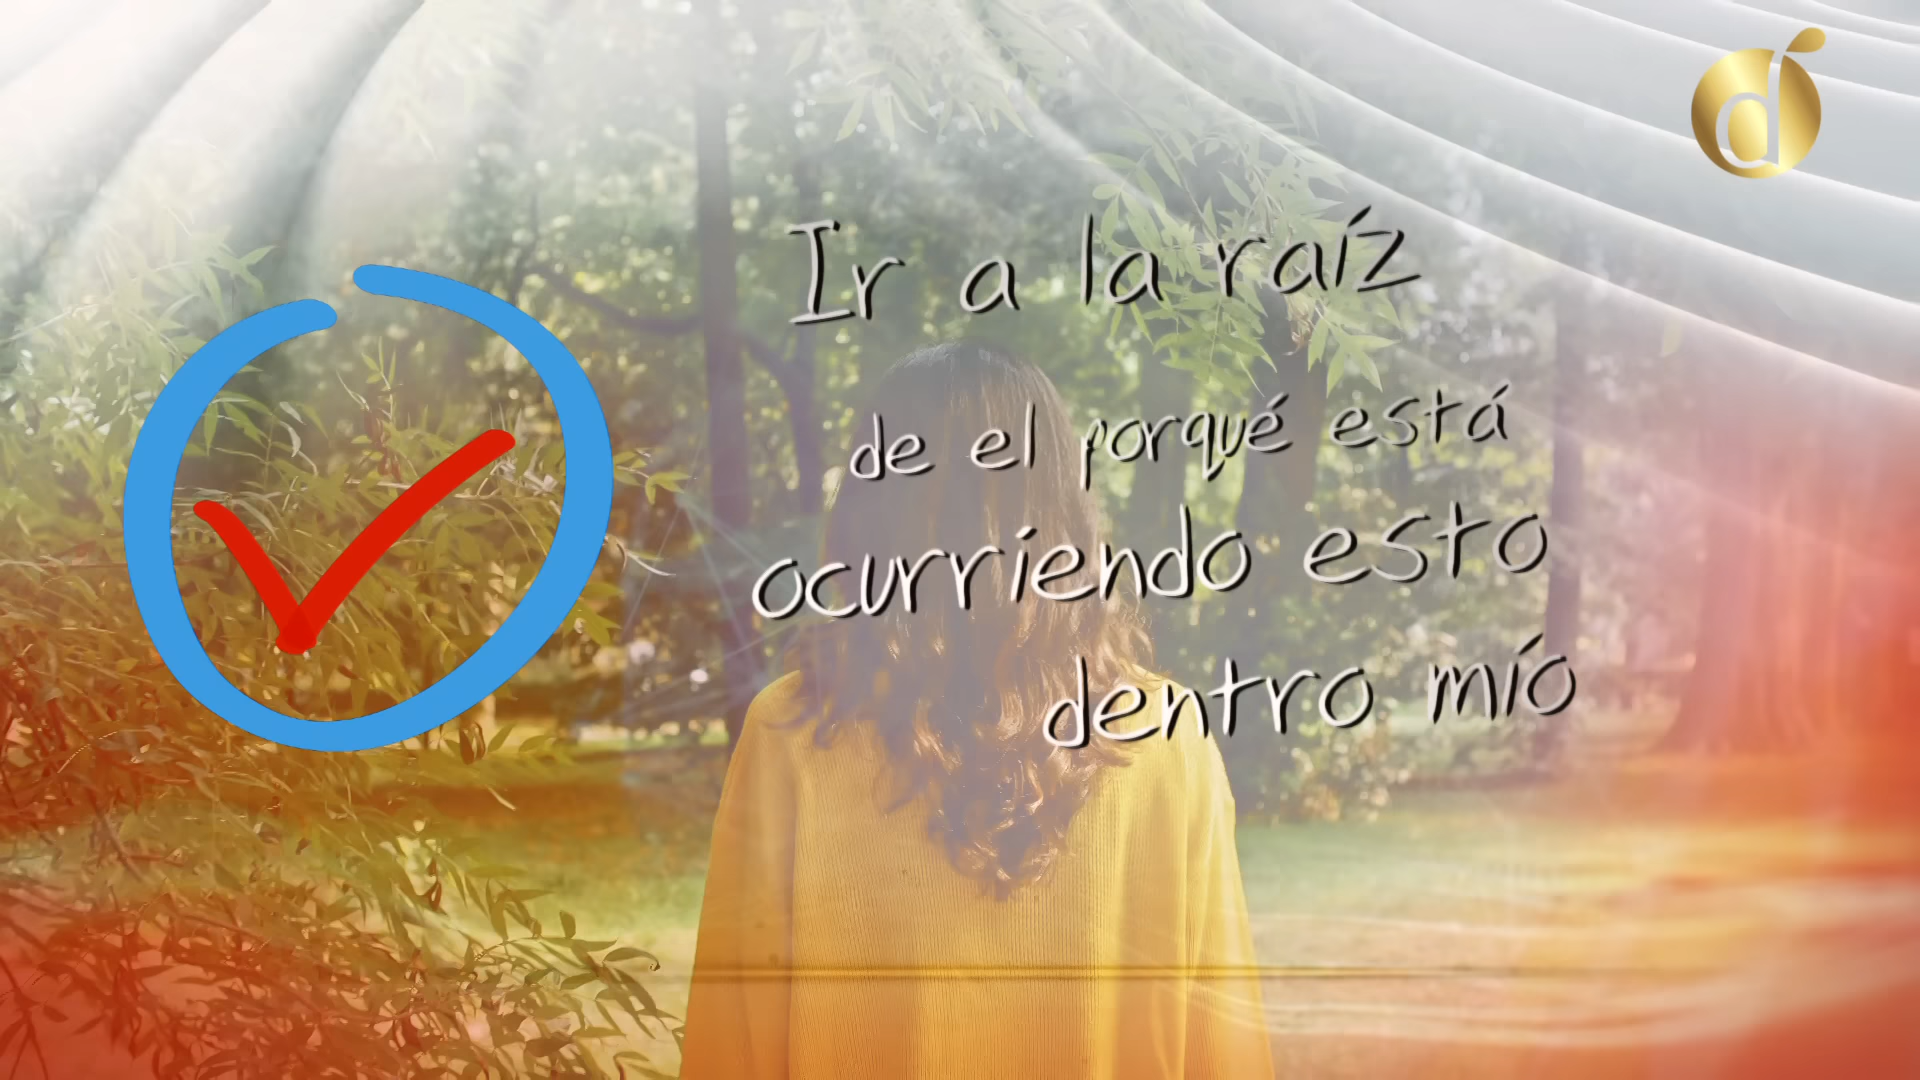 Ir a la raíz
de el porqué está
ocurriendo esto
dentro mío